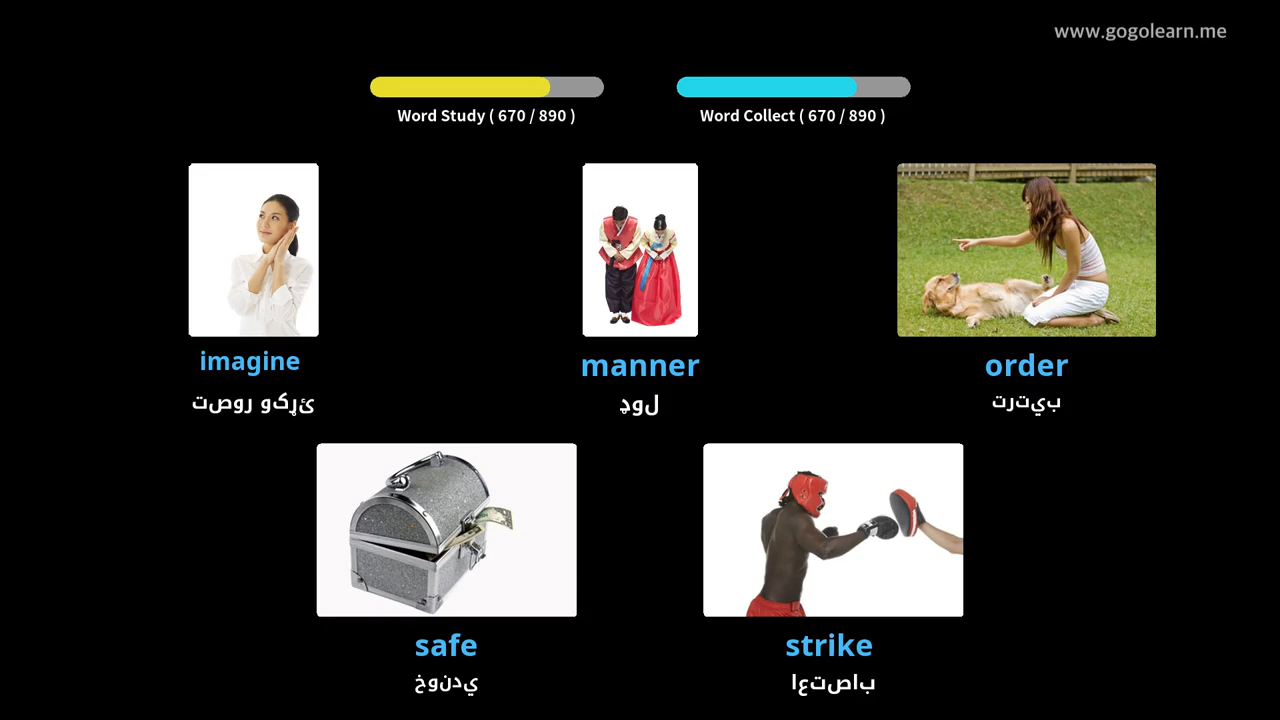 www.gogolearn.me
Word Study ( 670 / 890 )
Word Collect ( 670 / 890 )
imagine
تصور وکړئ
manner
ډول
order
ترتيب
safe
خوندي
strike
اعتصاب